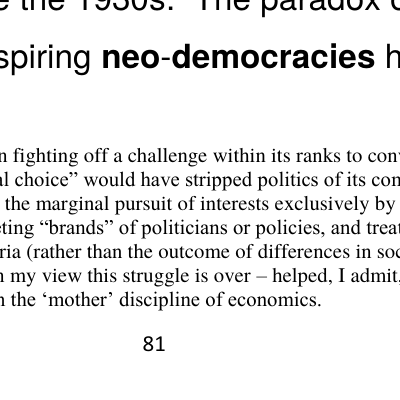 the 1930s. The paradox
spiring neo-democracies h
n fighting off a challenge within its ranks to con
al choice” would have stripped politics of its con
the marginal pursuit of interests exclusively by
eting “brands” of politicians or policies, and trea
ria (rather than the outcome of differences in soc
n my view this struggle is over – helped, I admit,
n the ‘mother’ discipline of economics.
81